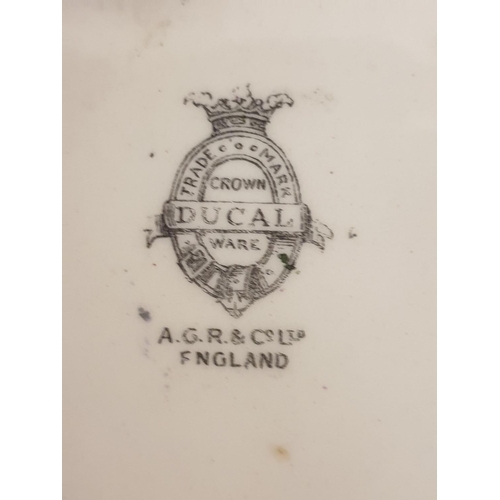 TRADE MARK
CROWN
DUCAL
WARE
A.G.R. & Co LTD
ENGLAND